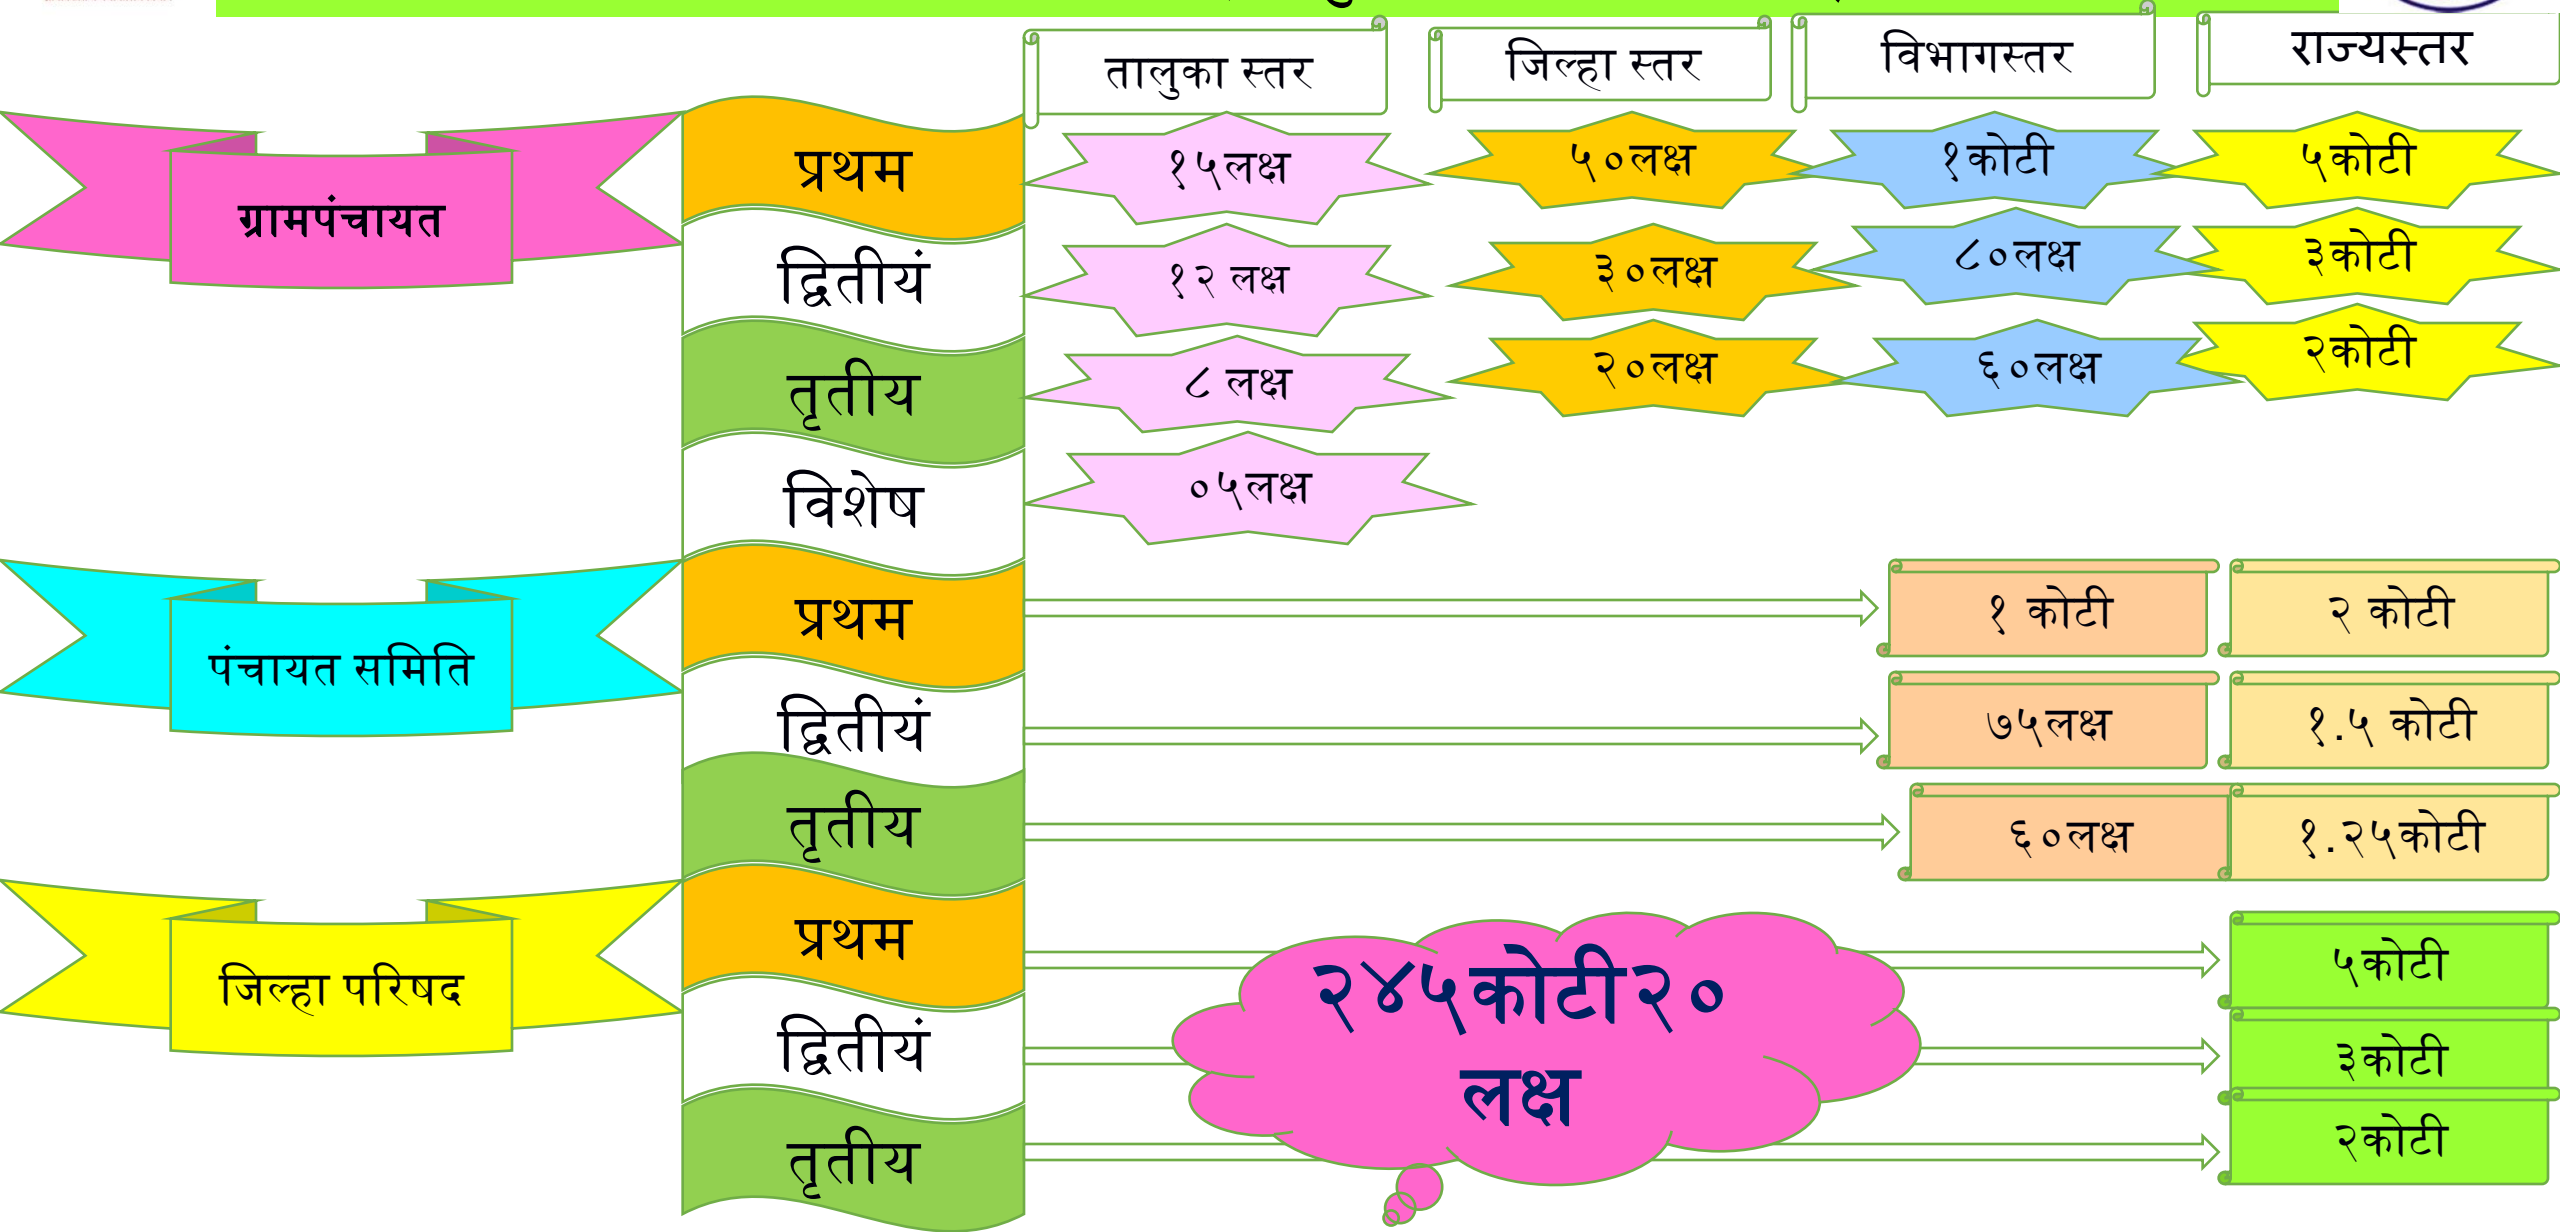 तालुका स्तर
जिल्हा स्तर
विभागस्तर
राज्यस्तर
ग्रामपंचायत
प्रथम
१५लक्ष
५०लक्ष
१कोटी
५कोटी
द्वितीयं
१२ लक्ष
३०लक्ष
८०लक्ष
३कोटी
तृतीय
८ लक्ष
२०लक्ष
६०लक्ष
२कोटी
विशेष
०५लक्ष
पंचायत समिति
प्रथम
१ कोटी
२ कोटी
द्वितीयं
७५लक्ष
१.५ कोटी
तृतीय
६०लक्ष
१.२५कोटी
जिल्हा परिषद
प्रथम
५कोटी
द्वितीयं
३कोटी
तृतीय
२कोटी
२४५कोटी२०
लक्ष